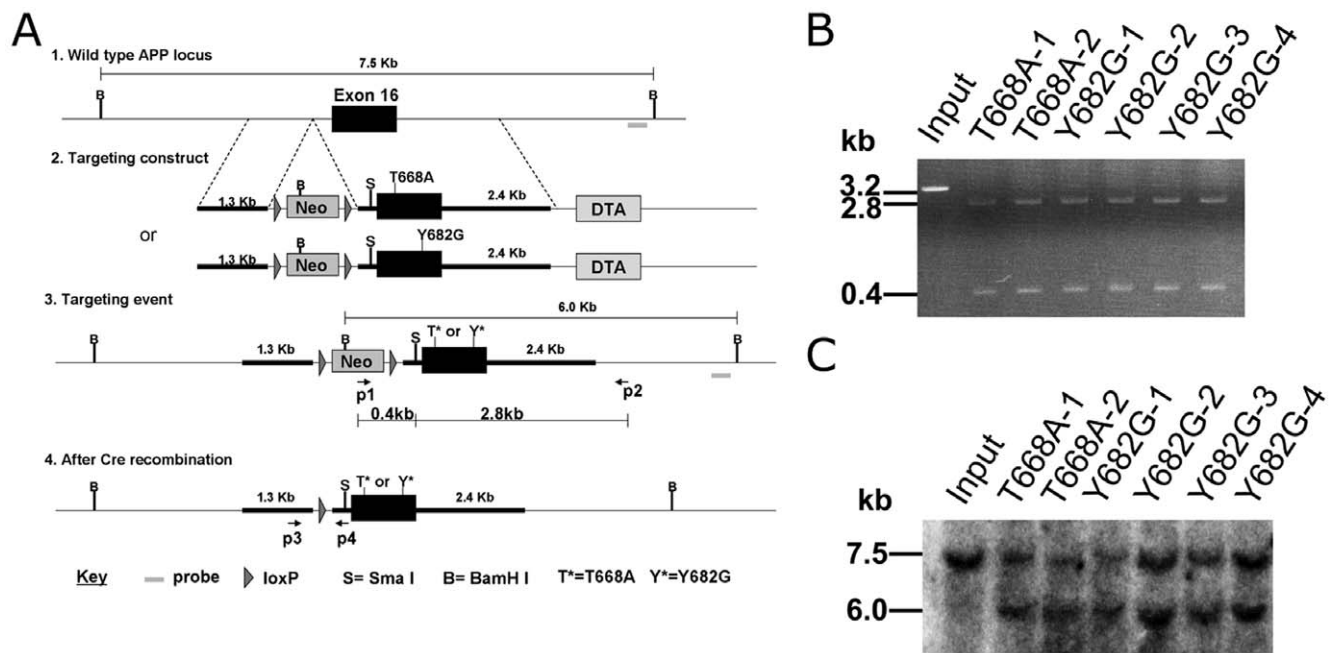 A
1. Wild type APP locus
7.5 Kb
B
Exon 16
B
2. Targeting construct
B
S
T668A
1.3 Kb
Neo
2.4 Kb
DTA
or
B
S
Y682G
1.3 Kb
Neo
2.4 Kb
DTA
3. Targeting event
6.0 Kb
B
B
S
T* or Y*
B
1.3 Kb
Neo
2.4 Kb
p1
p2
0.4kb
2.8kb
4. After Cre recombination
B
S
T* or Y*
B
1.3 Kb
2.4 Kb
p3
p4
Key probe loxP S= Sma I B= BamH I T*=T668A Y*=Y682G
B
Input
T668A-1
T668A-2
Y682G-1
Y682G-2
Y682G-3
Y682G-4
kb
3.2
2.8
0.4
C
Input
T668A-1
T668A-2
Y682G-1
Y682G-2
Y682G-3
Y682G-4
kb
7.5
6.0